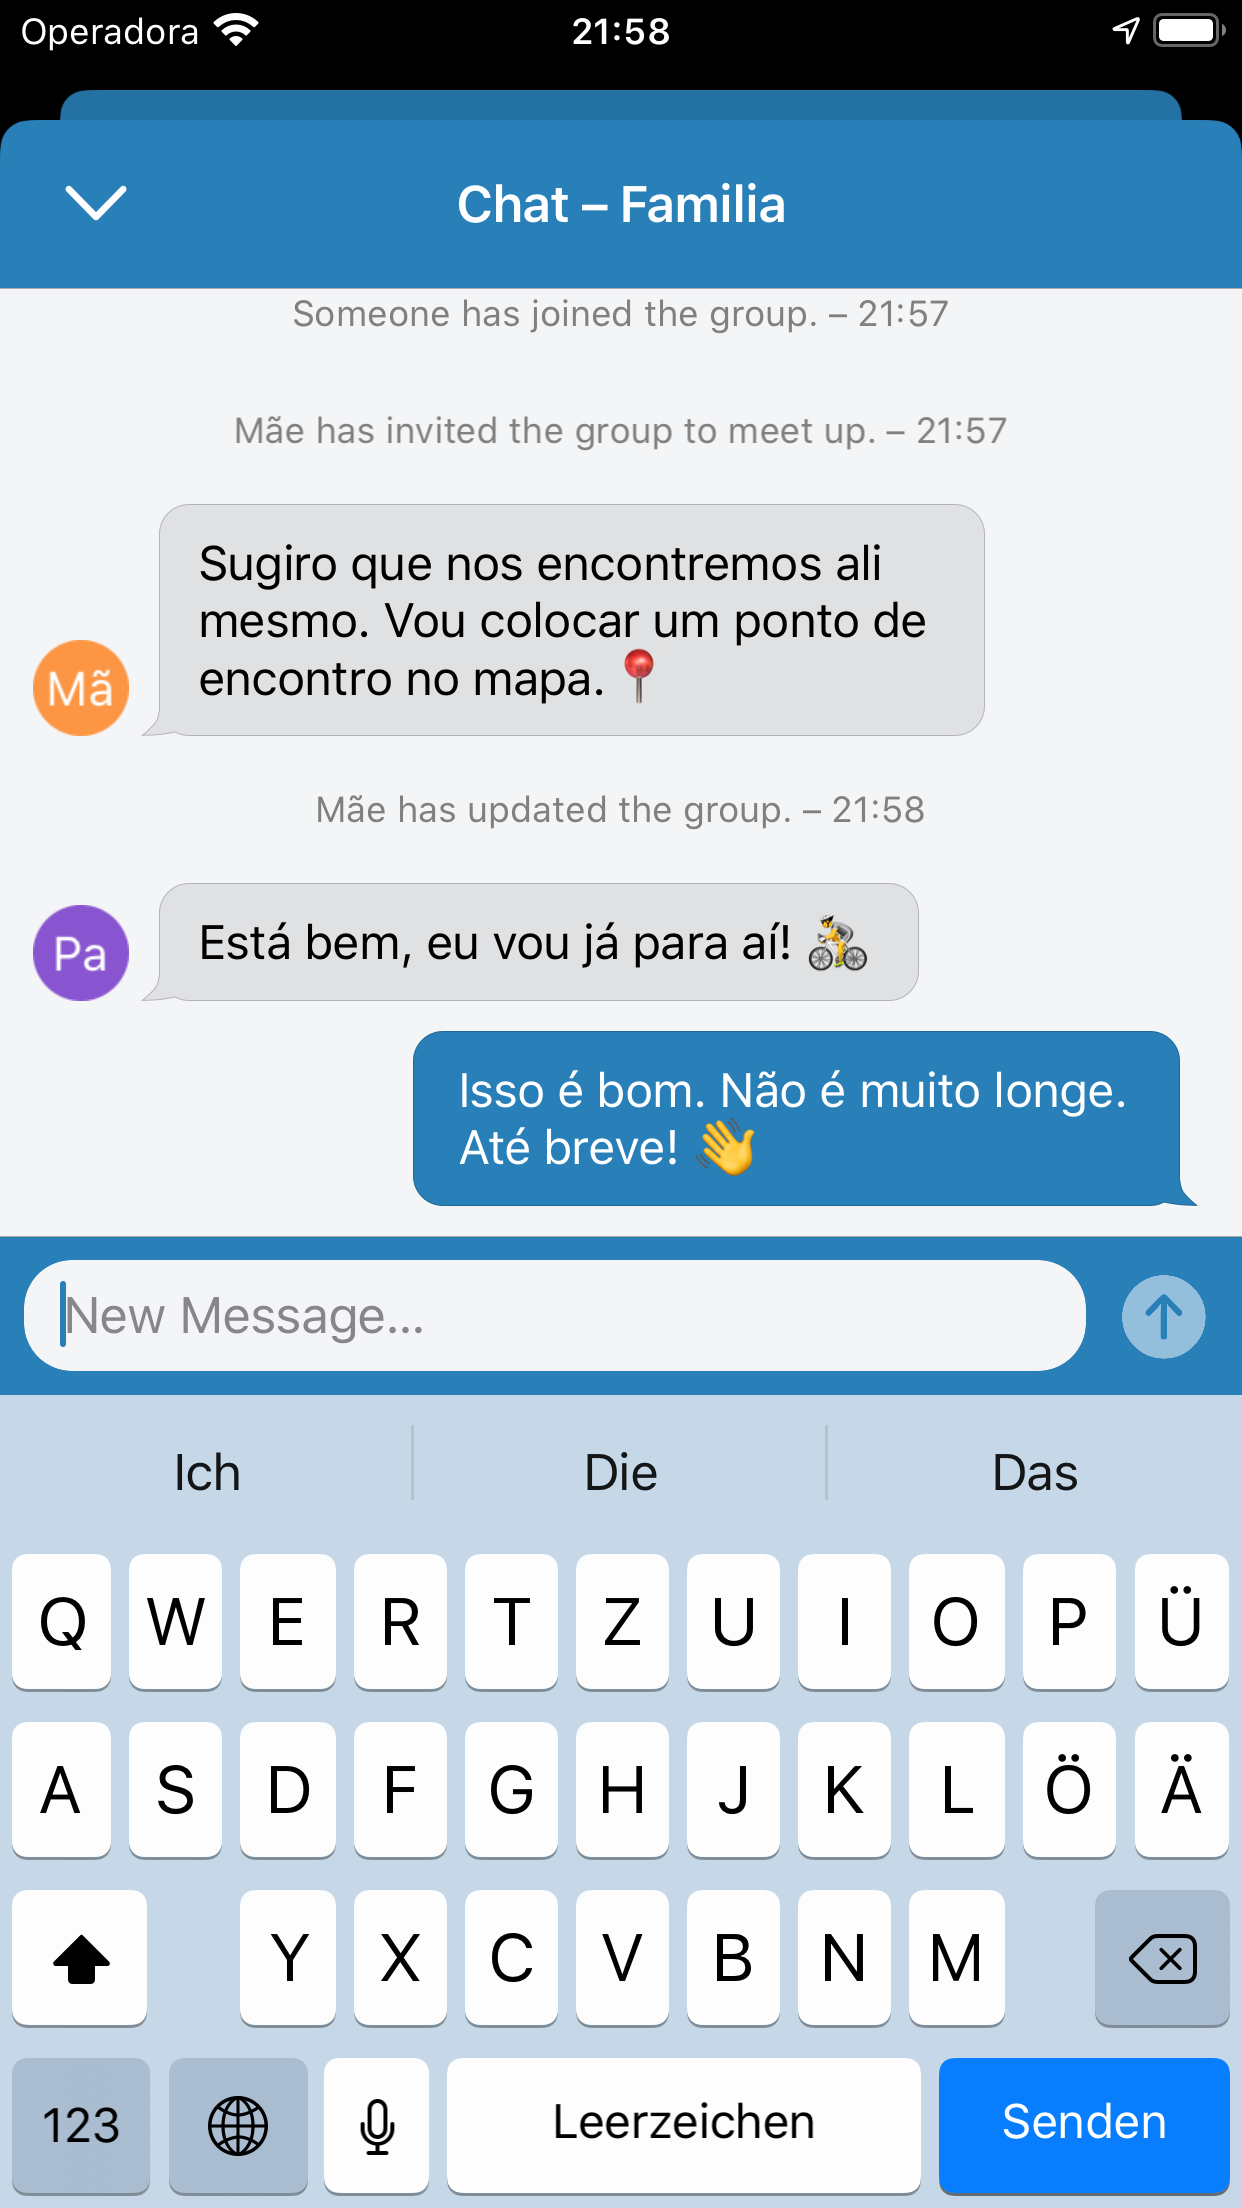 Operadora 21:58
Chat – Familia
Someone has joined the group. – 21:57
Mãe has invited the group to meet up. – 21:57
Sugiro que nos encontremos ali
mesmo. Vou colocar um ponto de
encontro no mapa.
Mã
Mãe has updated the group. – 21:58
Está bem, eu vou já para aí!
Pa
Isso é bom. Não é muito longe.
Até breve!
New Message...
Ich Die Das
Q W E R T Z U I O P Ü
A S D F G H J K L Ö Ä
Y X C V B N M
123 Leerzeichen Senden